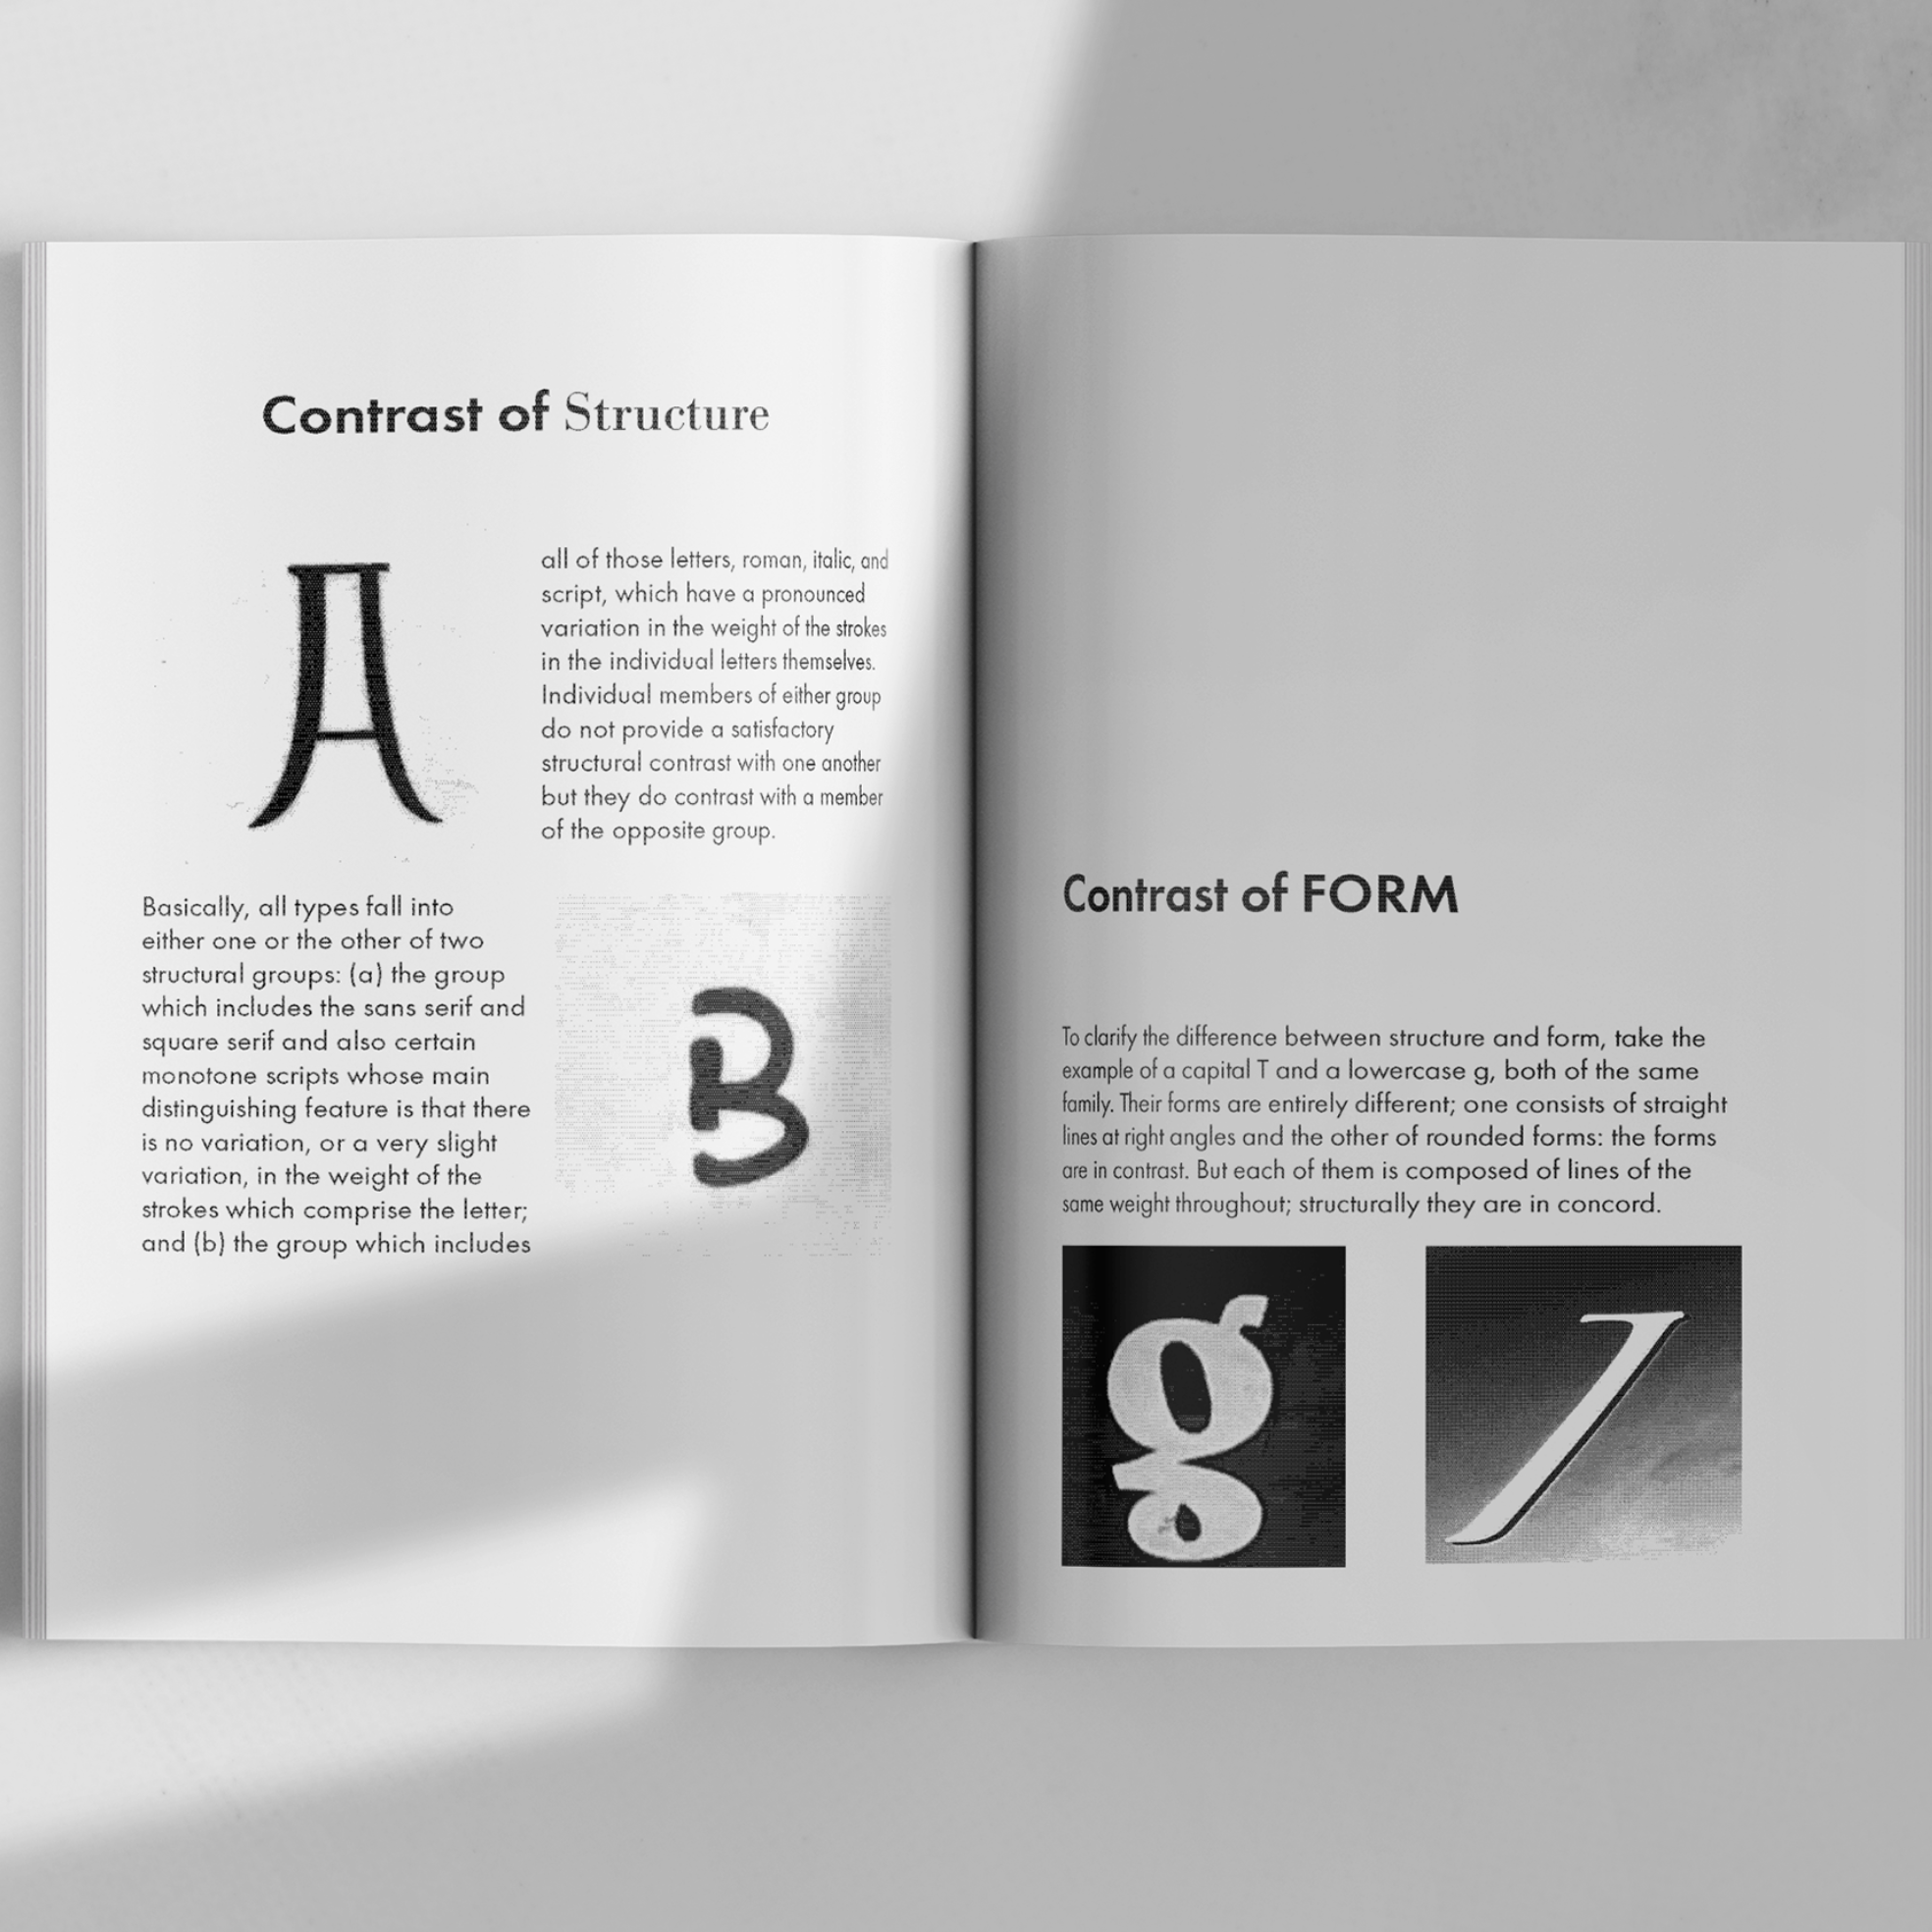 Contrast of Structure
A
Basically, all types fall into
either one or the other of two
structural groups: (a) the group
which includes the sans serif and
square serif and also certain
monotone scripts whose main
distinguishing feature is that there
is no variation, or a very slight
variation, in the weight of the
strokes which comprise the letter;
and (b) the group which includes
all of those letters, roman, italic, and
script, which have a pronounced
variation in the weight of the strokes
in the individual letters themselves.
Individual members of either group
do not provide a satisfactory
structural contrast with one another
but they do contrast with a member
of the opposite group.
B
Contrast of FORM
To clarify the difference between structure and form, take the
example of a capital T and a lowercase g, both of the same
family. Their forms are entirely different; one consists of straight
lines at right angles and the other of rounded forms: the forms
are in contrast. But each of them is composed of lines of the
same weight throughout; structurally they are in concord.
g